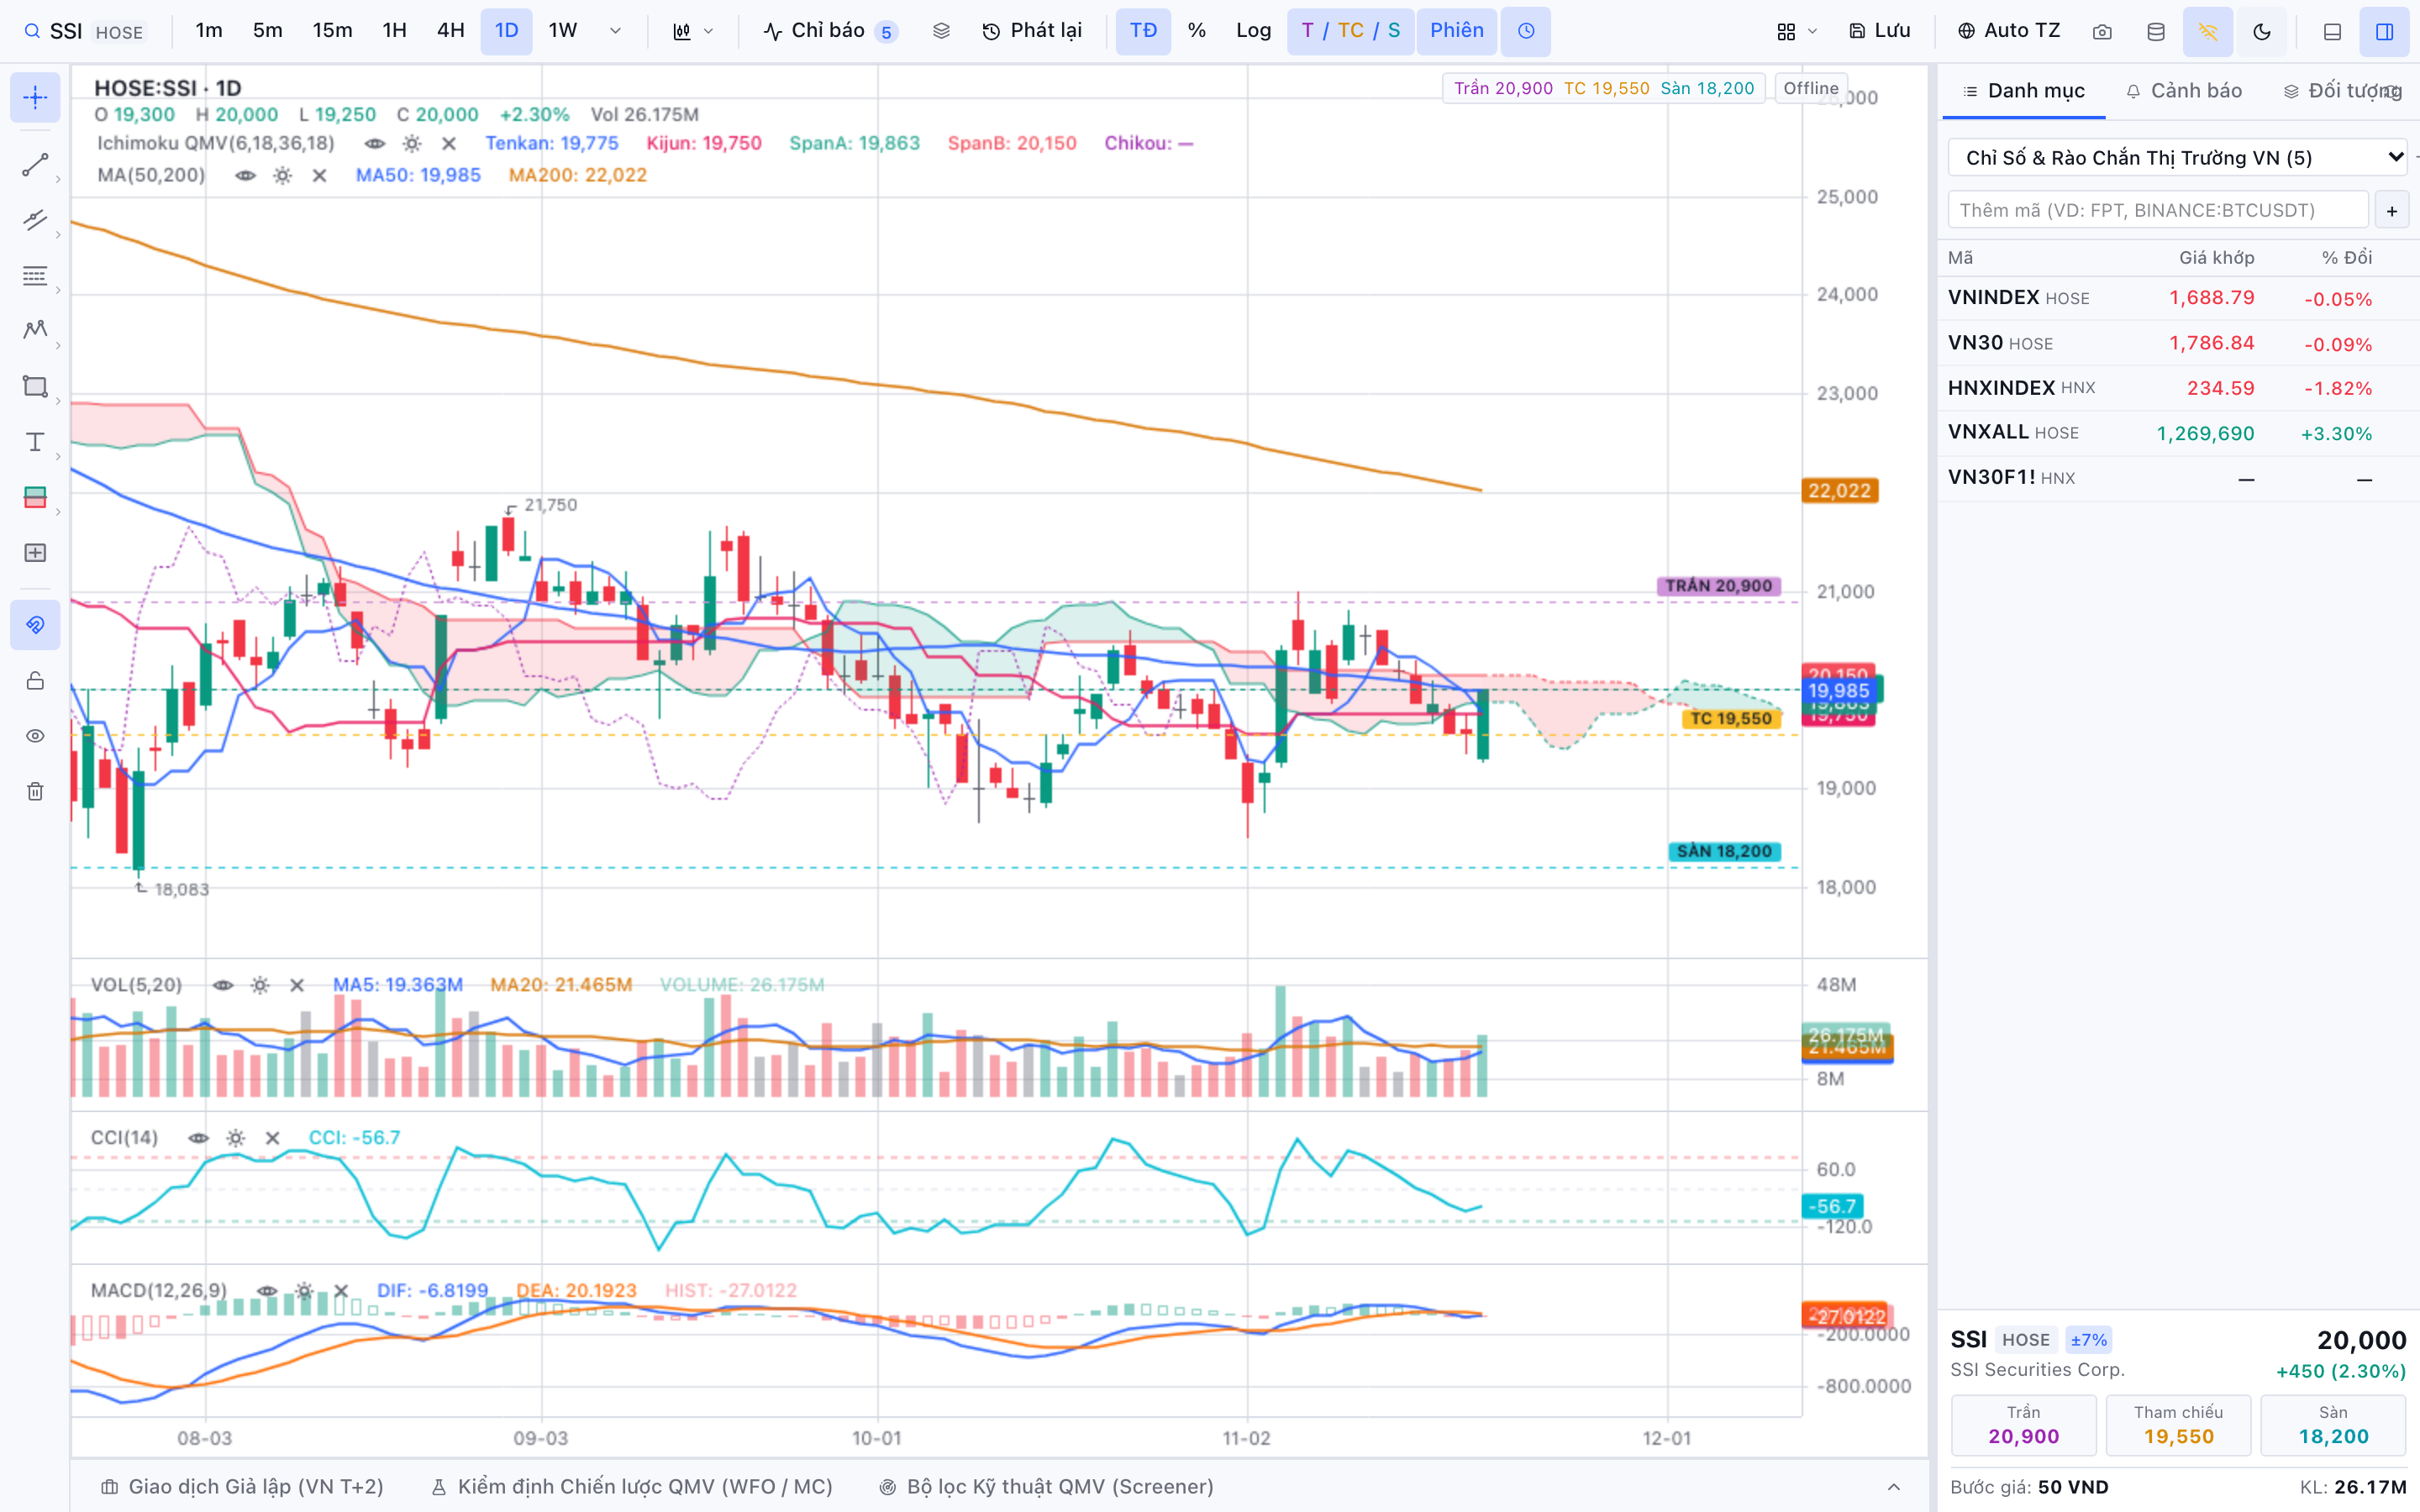 SSI HOSE 1m 5m 15m 1H 4H 1D 1W Chỉ báo 5 Phát lại TĐ % Log T / TC / S Phiên Lưu Auto TZ
HOSE:SSI · 1D
Trần 20,900 TC 19,550 Sàn 18,200 Offline
O 19,300 H 20,000 L 19,250 C 20,000 +2.30% Vol 26.175M
Ichimoku QMV(6,18,36,18) Tenkan: 19,775 Kijun: 19,750 SpanA: 19,863 SpanB: 20,150 Chikou: —
MA(50,200) MA50: 19,985 MA200: 22,022
25,000
24,000
23,000
22,022
21,750
21,000
TRẦN 20,900
20,150
19,985
19,863
19,750
TC 19,550
19,000
SÀN 18,200
18,083
18,000
VOL(5,20) MA5: 19.363M MA20: 21.465M VOLUME: 26.175M
48M
26.175M
21.465M
8M
CCI(14) CCI: -56.7
60.0
-56.7
-120.0
MACD(12,26,9) DIF: -6.8199 DEA: 20.1923 HIST: -27.0122
-27.0122
-200.0000
-800.0000
08-03 09-03 10-01 11-02 12-01
Giao dịch Giả lập (VN T+2) Kiểm định Chiến lược QMV (WFO / MC) Bộ lọc Kỹ thuật QMV (Screener)
Danh mục Cảnh báo Đối tượng
Chỉ Số & Rào Chắn Thị Trường VN (5)
Thêm mã (VD: FPT, BINANCE:BTCUSDT) +
Mã Giá khớp % Đổi
VNINDEX HOSE 1,688.79 -0.05%
VN30 HOSE 1,786.84 -0.09%
HNXINDEX HNX 234.59 -1.82%
VNXALL HOSE 1,269,690 +3.30%
VN30F1! HNX — —
SSI HOSE ±7% 20,000
SSI Securities Corp. +450 (2.30%)
Trần Tham chiếu Sàn
20,900 19,550 18,200
Bước giá: 50 VND KL: 26.17M